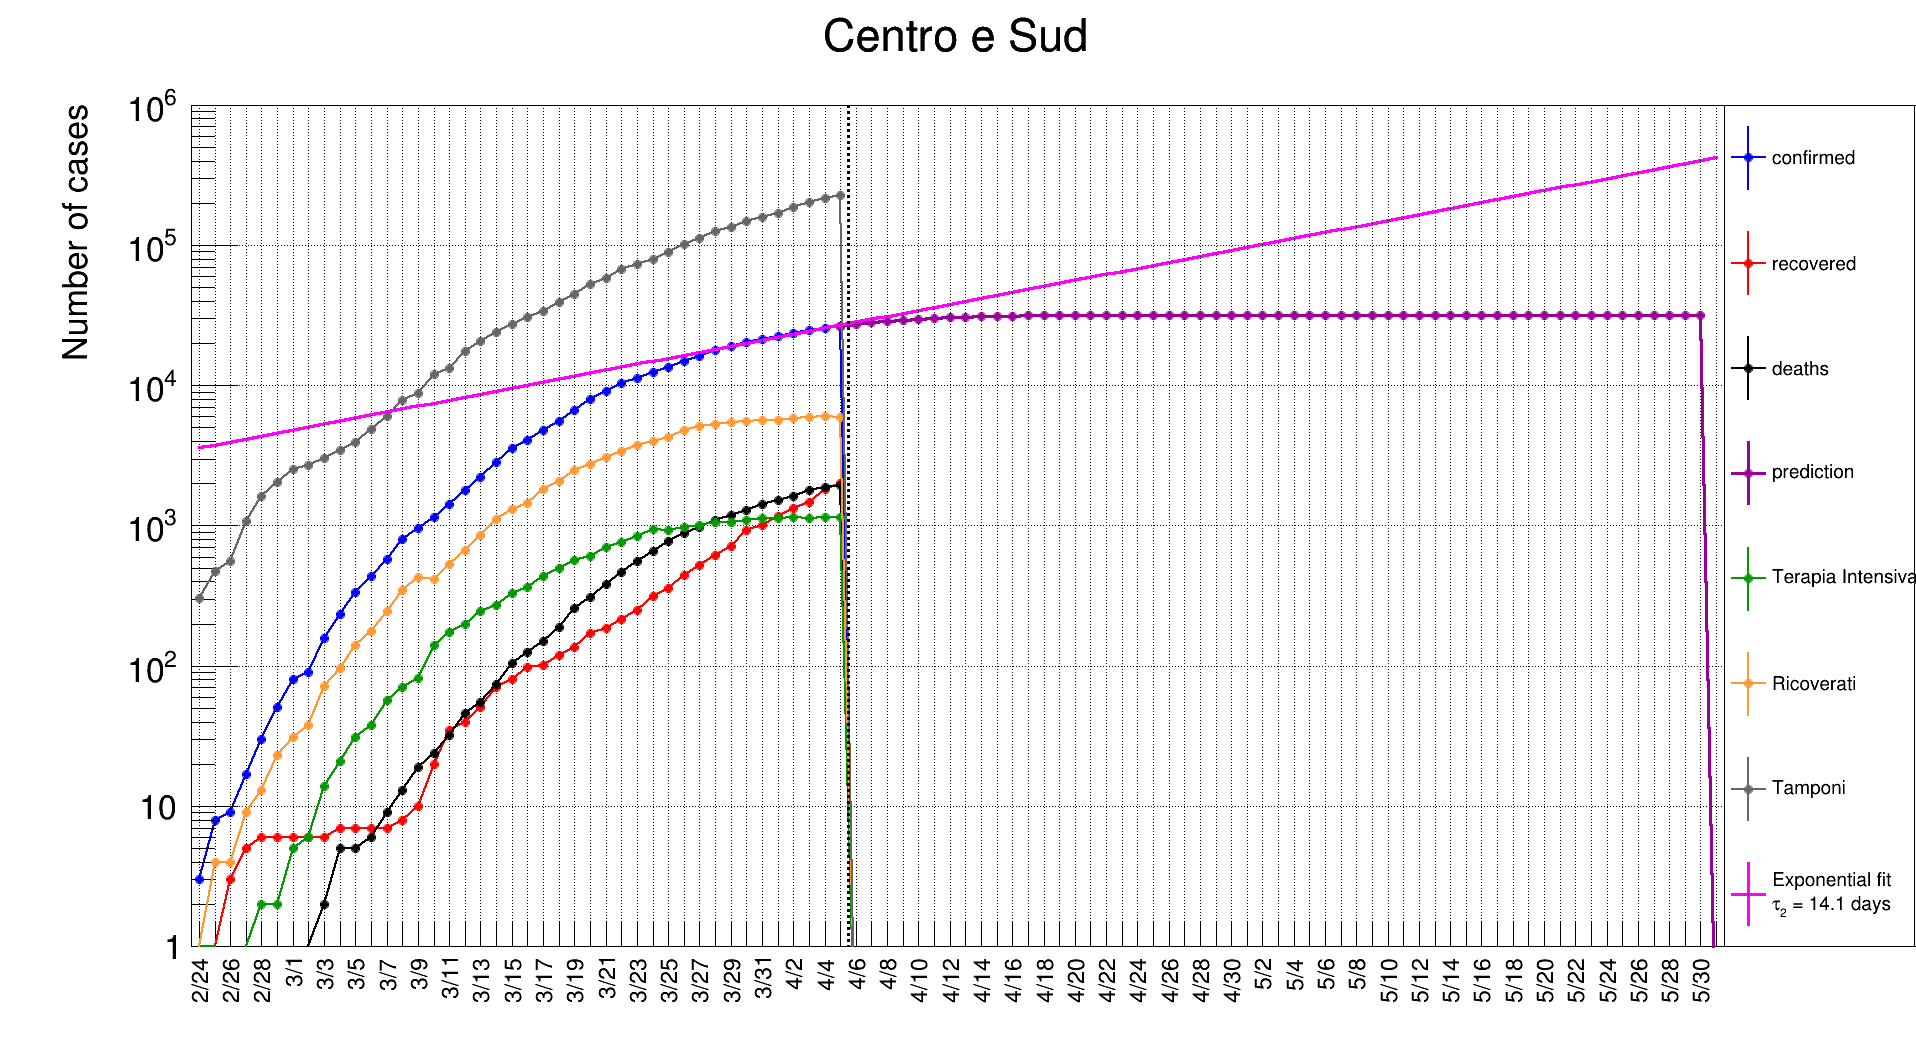 Centro e Sud
Number of cases
10^6
10^5
10^4
10^3
10^2
10
1
2/24 2/26 2/28 3/1 3/3 3/5 3/7 3/9 3/11 3/13 3/15 3/17 3/19 3/21 3/23 3/25 3/27 3/29 3/31 4/2 4/4 4/6 4/8 4/10 4/12 4/14 4/16 4/18 4/20 4/22 4/24 4/26 4/28 4/30 5/2 5/4 5/6 5/8 5/10 5/12 5/14 5/16 5/18 5/20 5/22 5/24 5/26 5/28 5/30
confirmed
recovered
deaths
prediction
Terapia Intensiva
Ricoverati
Tamponi
Exponential fit
τ₂ = 14.1 days